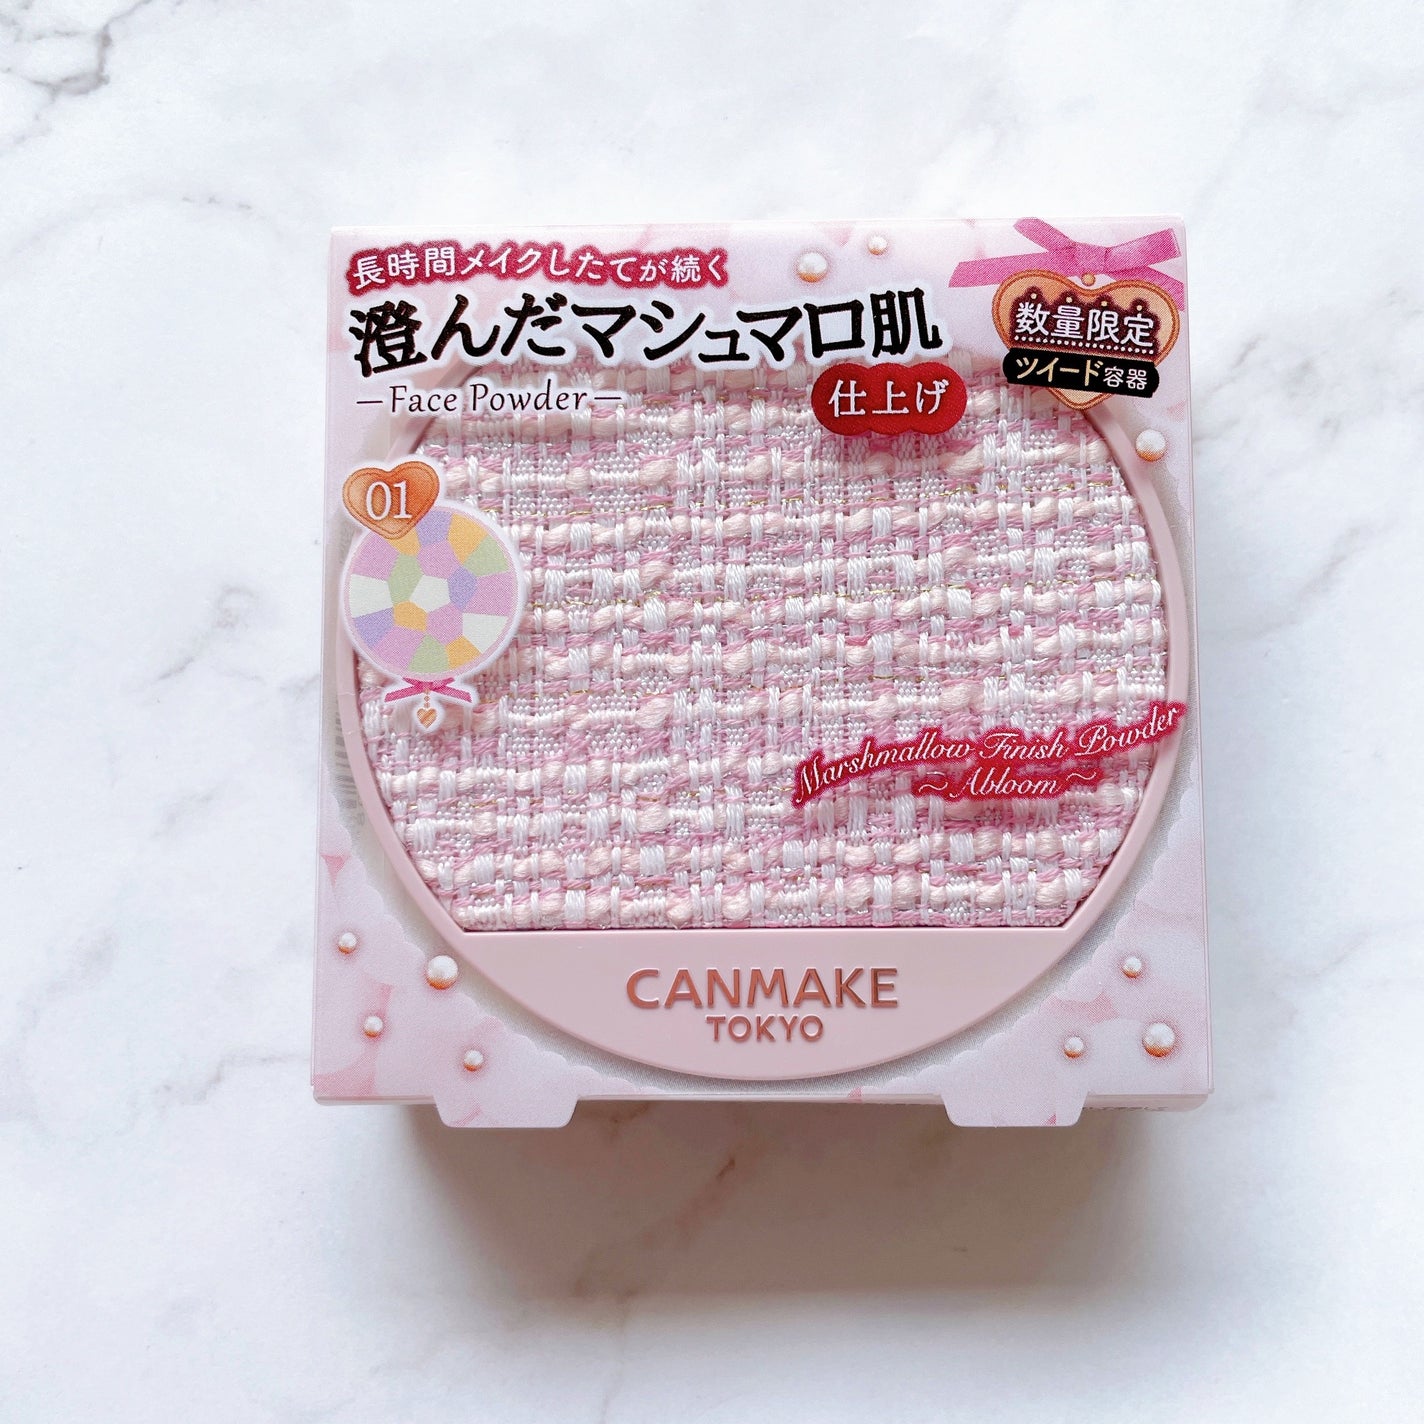 長時間メイクしたてが続く
澄んだマシュマロ肌
仕上げ
—Face Powder—
数量限定
ツイード容器
01
Marshmallow Finish Powder
～Abloom～
CANMAKE
TOKYO